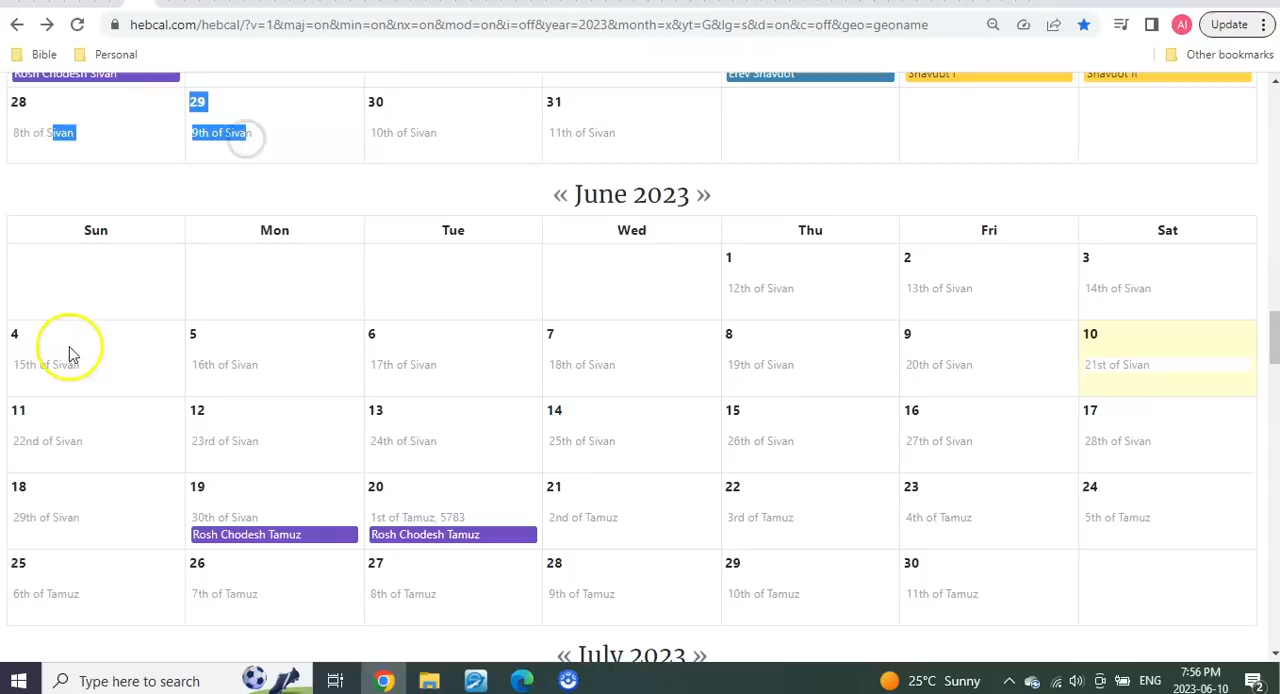 hebcal.com/hebcal/?v=1&maj=on&min=on&nx=on&mod=on&i=off&year=2023&month=x&yt=G&lg=s&d=on&c=off&geo=geoname
AI
Update
Bible
Personal
Other bookmarks
Rosh Chodesh Sivan
Erev Shavuot
Shavuot I
Shavuot II
28 29 30 31
8th of Sivan 9th of Sivan 10th of Sivan 11th of Sivan
« June 2023 »
Sun Mon Tue Wed Thu Fri Sat
1 2 3
12th of Sivan 13th of Sivan 14th of Sivan
4 5 6 7 8 9 10
15th of Sivan 16th of Sivan 17th of Sivan 18th of Sivan 19th of Sivan 20th of Sivan 21st of Sivan
11 12 13 14 15 16 17
22nd of Sivan 23rd of Sivan 24th of Sivan 25th of Sivan 26th of Sivan 27th of Sivan 28th of Sivan
18 19 20 21 22 23 24
29th of Sivan 30th of Sivan 1st of Tamuz, 5783 2nd of Tamuz 3rd of Tamuz 4th of Tamuz 5th of Tamuz
Rosh Chodesh Tamuz Rosh Chodesh Tamuz
25 26 27 28 29 30
6th of Tamuz 7th of Tamuz 8th of Tamuz 9th of Tamuz 10th of Tamuz 11th of Tamuz
« July 2023 »
Type here to search
25°C Sunny
ENG
7:56 PM
2023-06-10
2